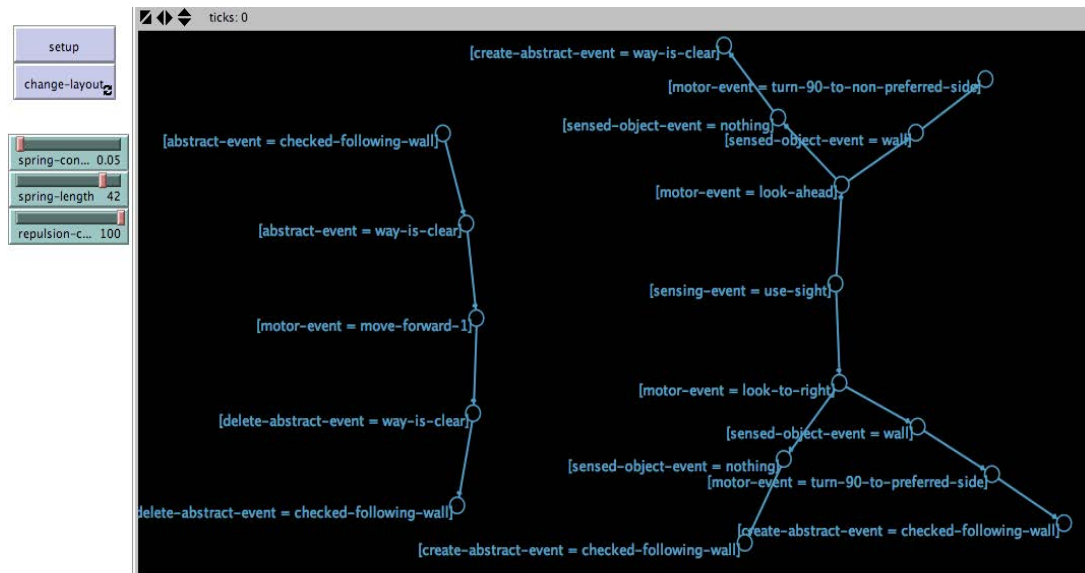 ticks: 0
setup
change-layout
spring-con... 0.05
spring-length 42
repulsion-c... 100
[create-abstract-event = way-is-clear]
[motor-event = turn-90-to-non-preferred-side]
[sensed-object-event = nothing]
[sensed-object-event = wall]
[abstract-event = checked-following-wall]
[motor-event = look-ahead]
[abstract-event = way-is-clear]
[sensing-event = use-sight]
[motor-event = move-forward-1]
[motor-event = look-to-right]
[delete-abstract-event = way-is-clear]
[sensed-object-event = wall]
[sensed-object-event = nothing]
[motor-event = turn-90-to-preferred-side]
delete-abstract-event = checked-following-wall]
[create-abstract-event = checked-following-wall]
[create-abstract-event = checked-following-wall]